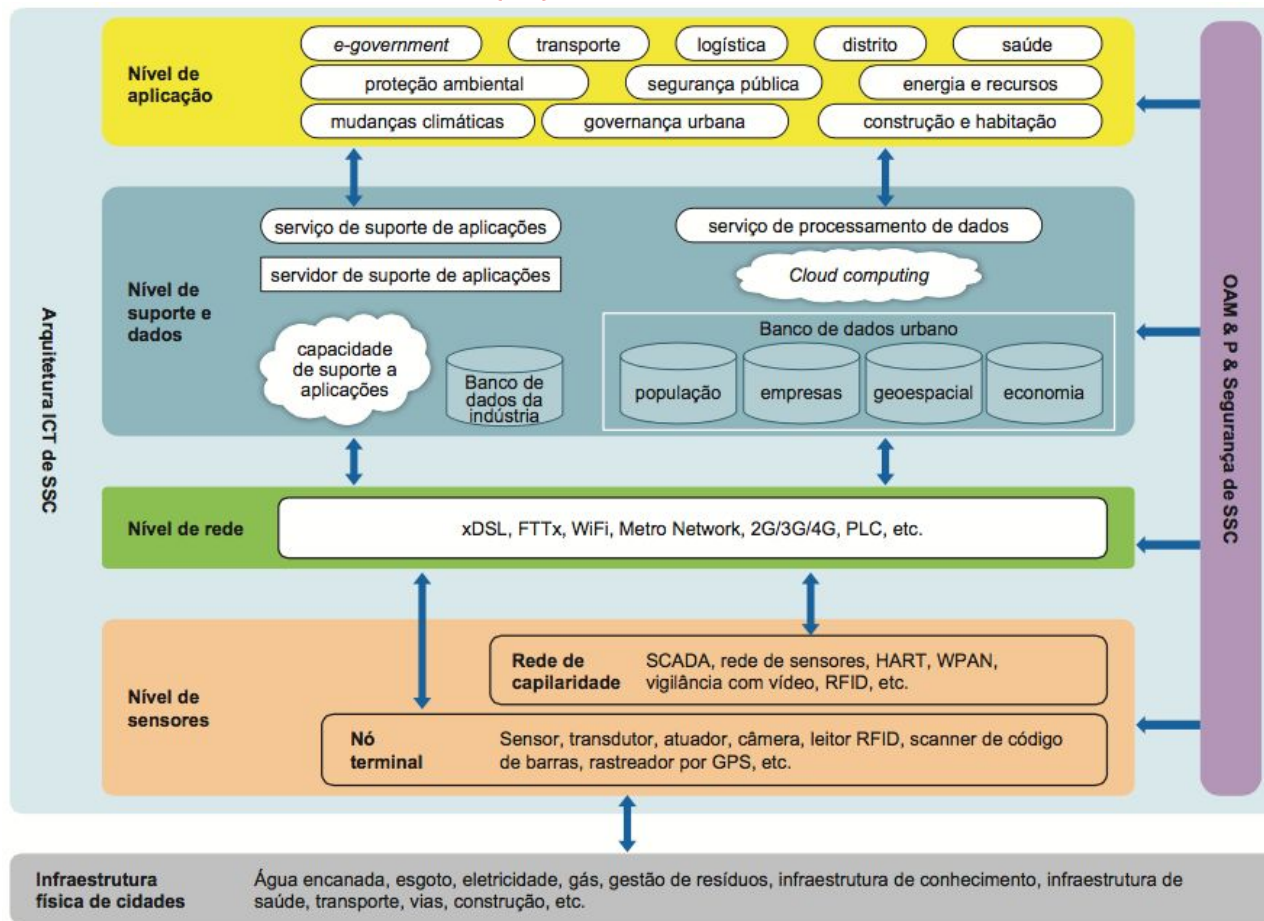 e-government
transporte
logística
distrito
saúde
Nível de
aplicação
proteção ambiental
segurança pública
energia e recursos
mudanças climáticas
governança urbana
construção e habitação
Nível de
suporte e
dados
serviço de suporte de aplicações
serviço de processamento de dados
servidor de suporte de aplicações
Cloud computing
capacidade
de suporte a
aplicações
Banco de
dados da
indústria
Banco de dados urbano
população
empresas
geoespacial
economia
Arquitetura ICT de SSC
OAM & P & Segurança de SSC
Nível de rede
xDSL, FTTx, WiFi, Metro Network, 2G/3G/4G, PLC, etc.
Nível de
sensores
Rede de
capilaridade
SCADA, rede de sensores, HART, WPAN,
vigilância com vídeo, RFID, etc.
Nó
terminal
Sensor, transdutor, atuador, câmera, leitor RFID, scanner de código
de barras, rastreador por GPS, etc.
Infraestrutura
física de cidades
Água encanada, esgoto, eletricidade, gás, gestão de resíduos, infraestrutura de conhecimento, infraestrutura de
saúde, transporte, vias, construção, etc.